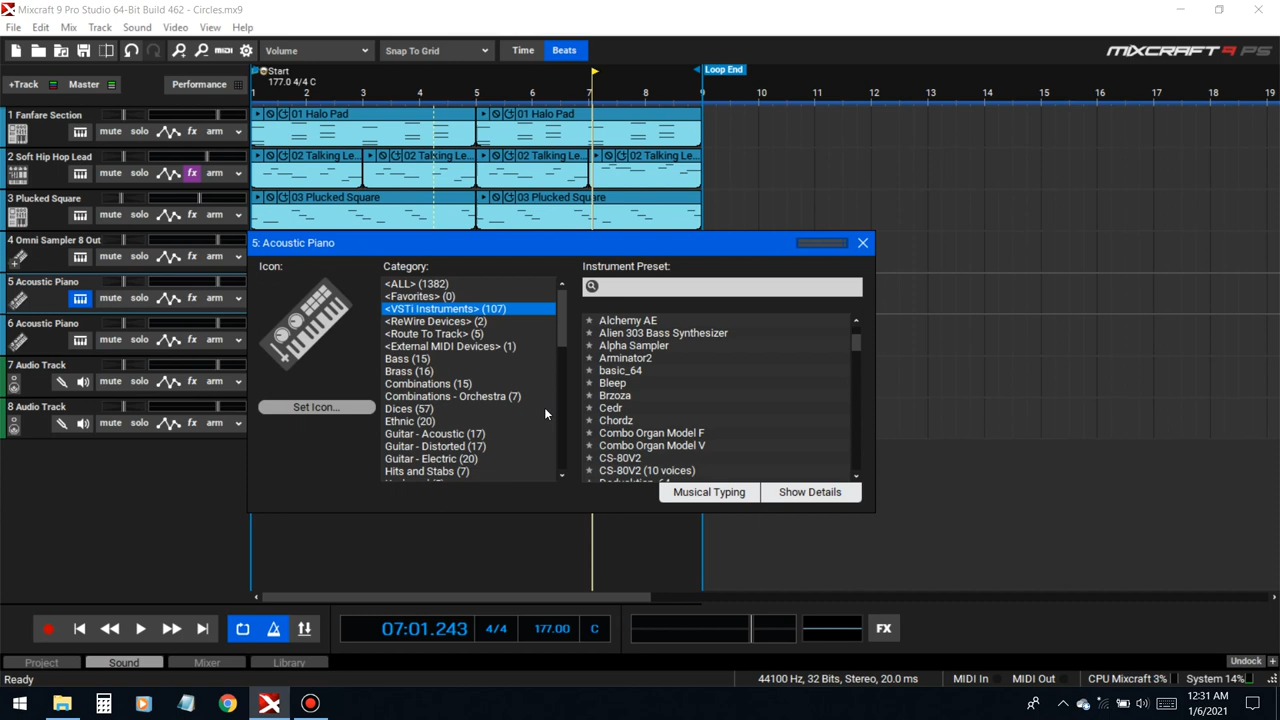 Mixcraft 9 Pro Studio 64-Bit Build 462 - Circles.mx9
File Edit Mix Track Sound Video View Help
MIDI Volume Snap To Grid Time Beats MIXCRAFT 9 PS
+Track Master Performance
Start
177.0 4/4 C
Loop End
1 2 3 4 5 6 7 8 9 10 11 12 13 14 15 16 17 18 19
1 Fanfare Section
mute solo fx arm
01 Halo Pad 01 Halo Pad
2 Soft Hip Hop Lead
mute solo fx arm
02 Talking Le... 02 Talking Le... 02 Talking Le... 02 Talking Le...
3 Plucked Square
mute solo fx arm
03 Plucked Square 03 Plucked Square
4 Omni Sampler 8 Out
mute solo fx arm
5 Acoustic Piano
mute solo fx arm
6 Acoustic Piano
mute solo fx arm
7 Audio Track
mute solo fx arm
8 Audio Track
mute solo fx arm
5: Acoustic Piano
Icon:
Set Icon...
Category:
<ALL> (1382)
<Favorites> (0)
<VSTi Instruments> (107)
<ReWire Devices> (2)
<Route To Track> (5)
<External MIDI Devices> (1)
Bass (15)
Brass (16)
Combinations (15)
Combinations - Orchestra (7)
Dices (57)
Ethnic (20)
Guitar - Acoustic (17)
Guitar - Distorted (17)
Guitar - Electric (20)
Hits and Stabs (7)
Instrument Preset:
Alchemy AE
Alien 303 Bass Synthesizer
Alpha Sampler
Arminator2
basic_64
Bleep
Brzoza
Cedr
Chordz
Combo Organ Model F
Combo Organ Model V
CS-80V2
CS-80V2 (10 voices)
Musical Typing Show Details
07:01.243 4/4 177.00 C FX
Project Sound Mixer Library Undock +
Ready 44100 Hz, 32 Bits, Stereo, 20.0 ms MIDI In MIDI Out CPU Mixcraft 3% System 14%
12:31 AM
1/6/2021